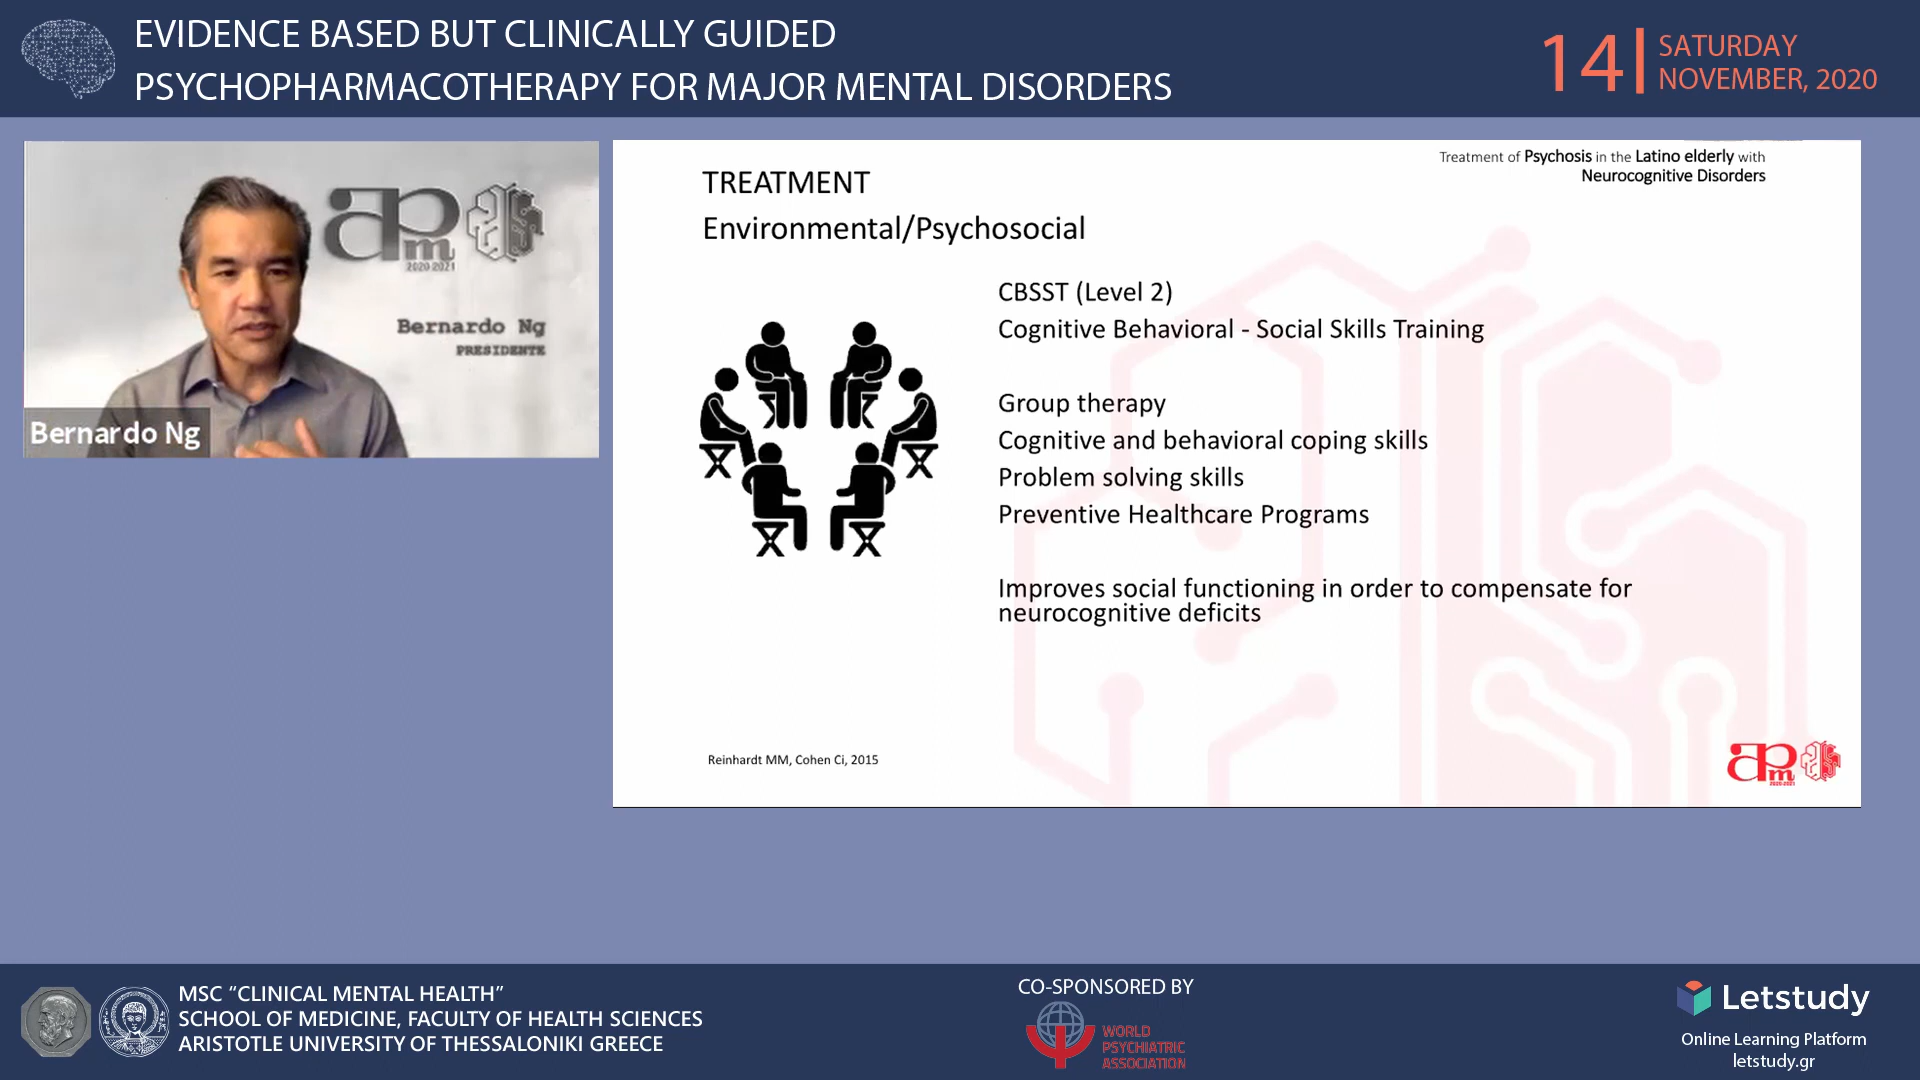 EVIDENCE BASED BUT CLINICALLY GUIDED
PSYCHOPHARMACOTHERAPY FOR MAJOR MENTAL DISORDERS
14
SATURDAY
NOVEMBER, 2020
apm
2020-2021
Bernardo Ng
PRESIDENTE
Bernardo Ng
Treatment of Psychosis in the Latino elderly with
Neurocognitive Disorders
TREATMENT
Environmental/Psychosocial
CBSST (Level 2)
Cognitive Behavioral - Social Skills Training
Group therapy
Cognitive and behavioral coping skills
Problem solving skills
Preventive Healthcare Programs
Improves social functioning in order to compensate for
neurocognitive deficits
Reinhardt MM, Cohen Ci, 2015
apm
2020-2021
MSC “CLINICAL MENTAL HEALTH”
SCHOOL OF MEDICINE, FACULTY OF HEALTH SCIENCES
ARISTOTLE UNIVERSITY OF THESSALONIKI GREECE
CO-SPONSORED BY
WORLD
PSYCHIATRIC
ASSOCIATION
Letstudy
Online Learning Platform
letstudy.gr